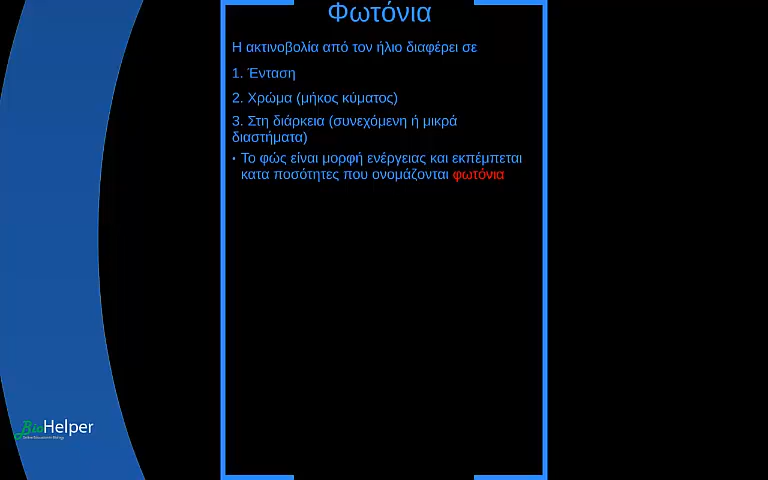 Φωτόνια
Η ακτινοβολία από τον ήλιο διαφέρει σε
1. Ένταση
2. Χρώμα (μήκος κύματος)
3. Στη διάρκεια (συνεχόμενη ή μικρά
διαστήματα)
• Το φώς είναι μορφή ενέργειας και εκπέμπεται
κατα ποσότητες που ονομάζονται φωτόνια
BioHelper